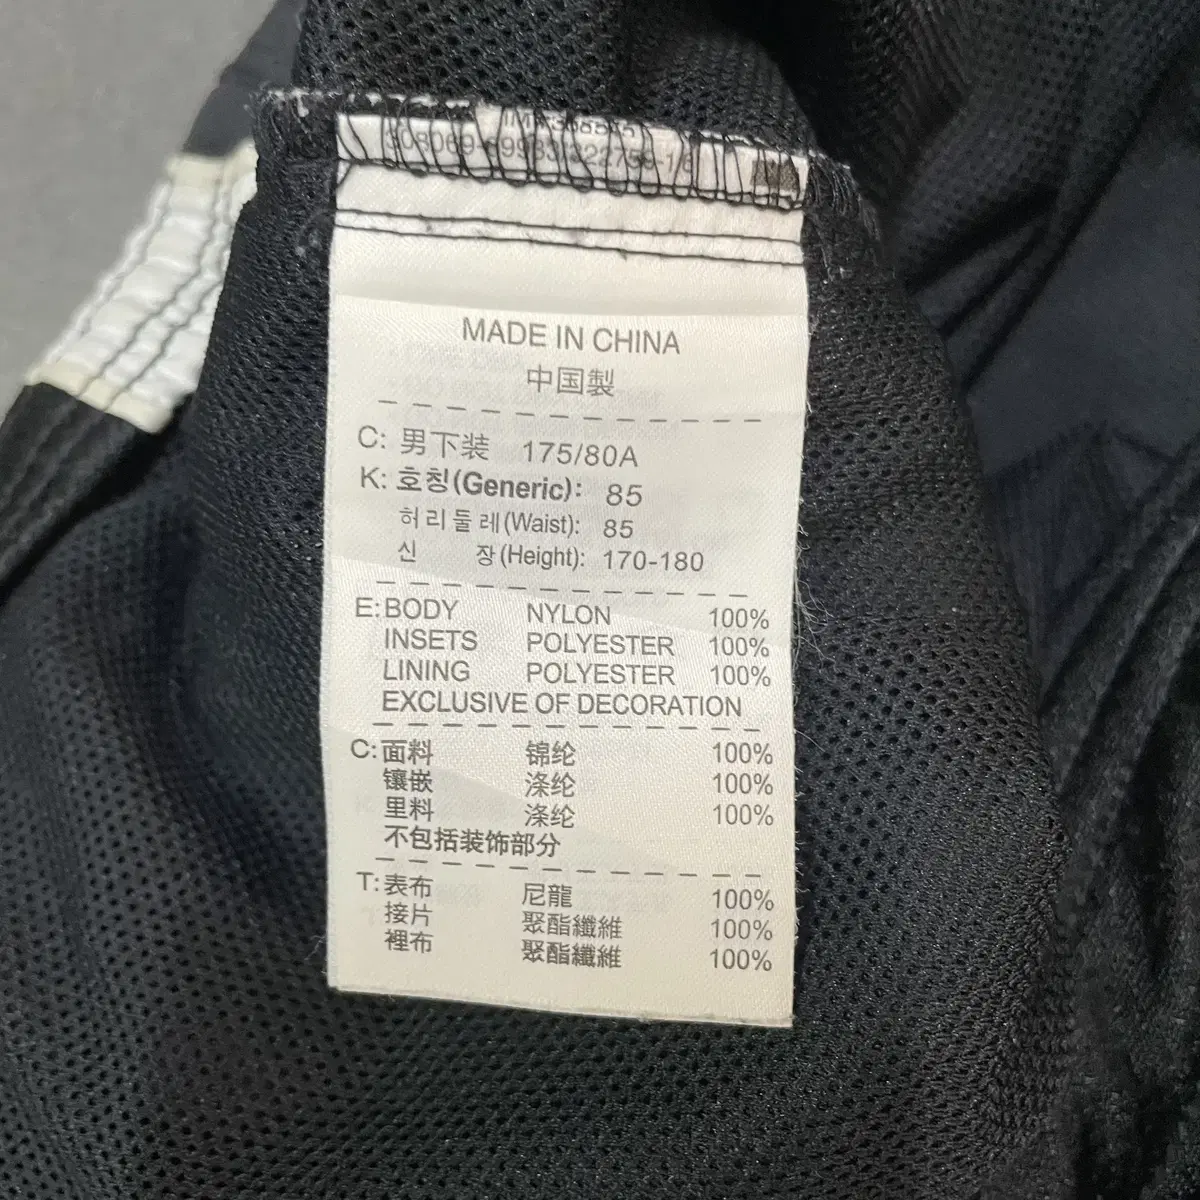 MADE IN CHINA
中国製
C: 男下装 175/80A
K: 호칭(Generic): 85
허리둘레(Waist): 85
신 장(Height): 170-180
E: BODY NYLON 100%
INSETS POLYESTER 100%
LINING POLYESTER 100%
EXCLUSIVE OF DECORATION
C: 面料 锦纶 100%
镶嵌 涤纶 100%
里料 涤纶 100%
不包括装饰部分
T: 表布 尼龍 100%
接片 聚酯纖維 100%
裡布 聚酯纖維 100%